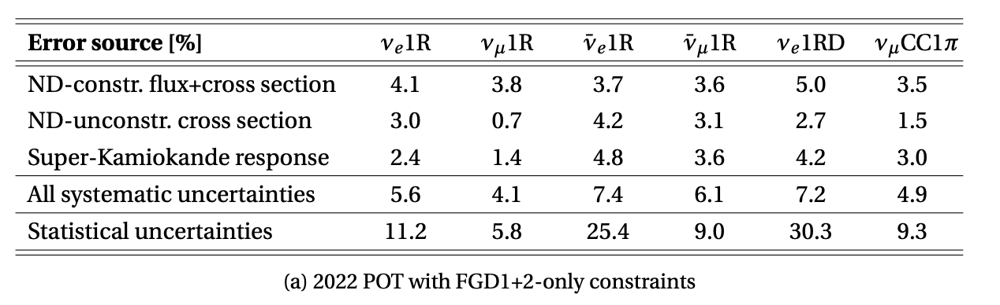 Error source [%] νₑ1R ν_μ1R ν̄ₑ1R ν̄_μ1R νₑ1RD ν_μCC1π
ND-constr. flux+cross section 4.1 3.8 3.7 3.6 5.0 3.5
ND-unconstr. cross section 3.0 0.7 4.2 3.1 2.7 1.5
Super-Kamiokande response 2.4 1.4 4.8 3.6 4.2 3.0
All systematic uncertainties 5.6 4.1 7.4 6.1 7.2 4.9
Statistical uncertainties 11.2 5.8 25.4 9.0 30.3 9.3
(a) 2022 POT with FGD1+2-only constraints